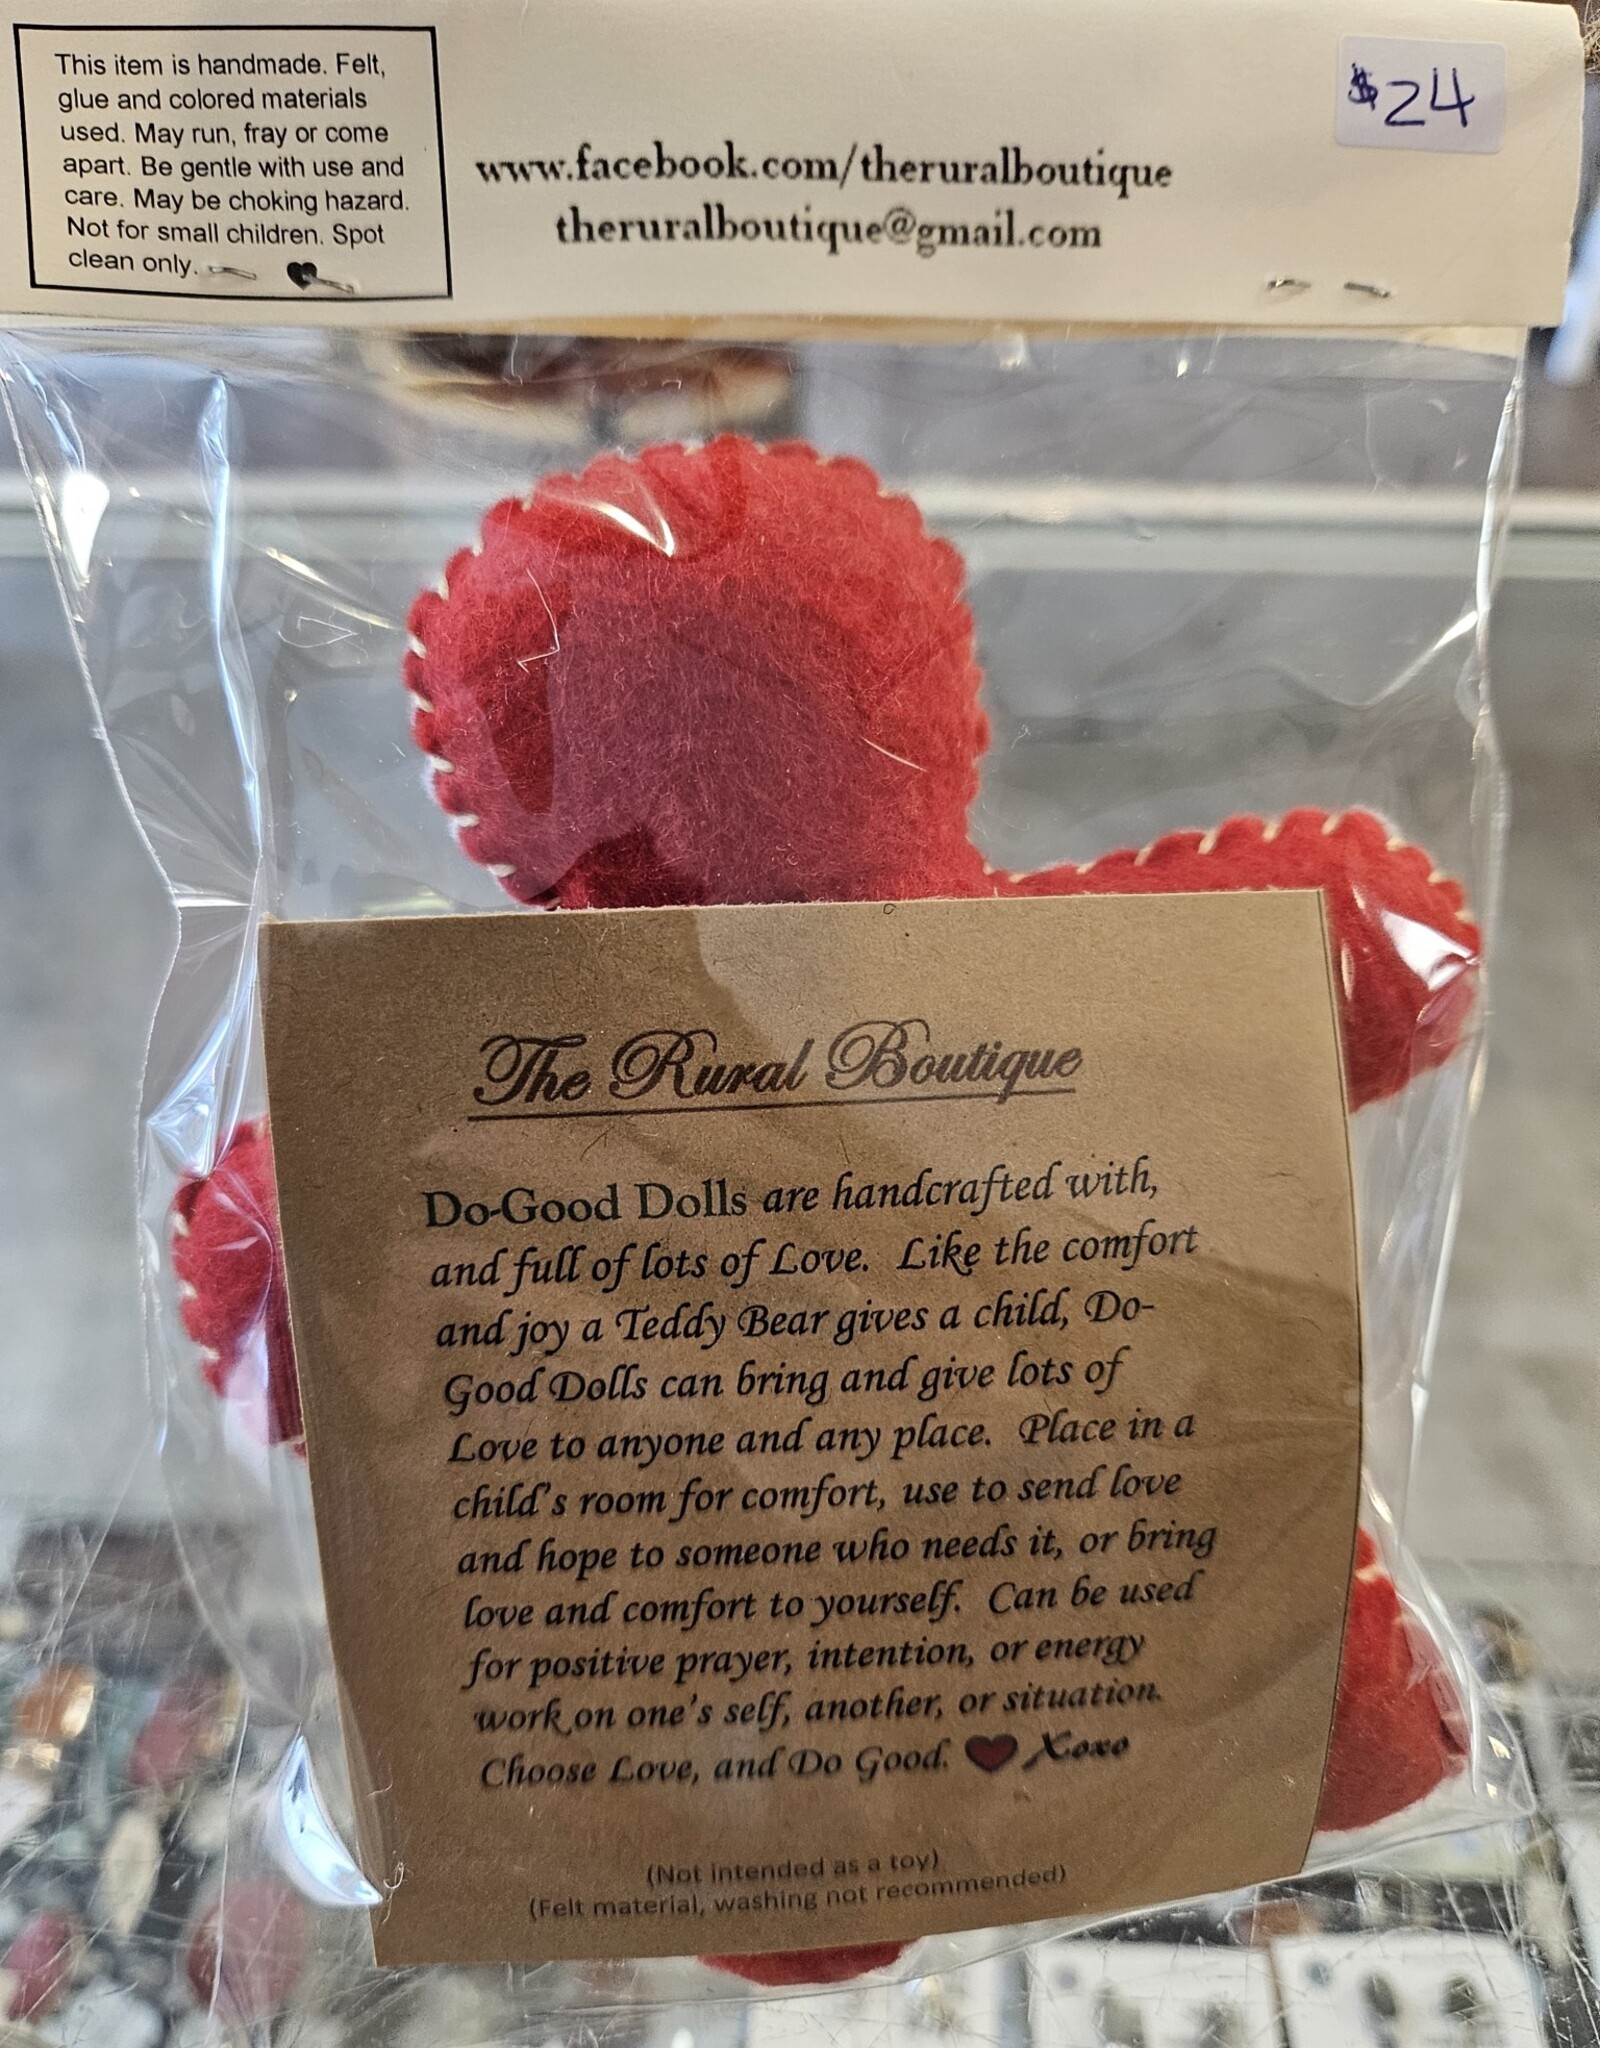 This item is handmade. Felt,
glue and colored materials
used. May run, fray or come
apart. Be gentle with use and
care. May be choking hazard.
Not for small children. Spot
clean only.
$24
www.facebook.com/theruralboutique
theruralboutique@gmail.com
The Rural Boutique
Do-Good Dolls are handcrafted with,
and full of lots of Love. Like the comfort
and joy a Teddy Bear gives a child, Do-
Good Dolls can bring and give lots of
Love to anyone and any place. Place in a
child's room for comfort, use to send love
and hope to someone who needs it, or bring
love and comfort to yourself. Can be used
for positive prayer, intention, or energy
work on one's self, another, or situation.
Choose Love, and Do Good. ♥ Xoxo
(Not intended as a toy)
(Felt material, washing not recommended)